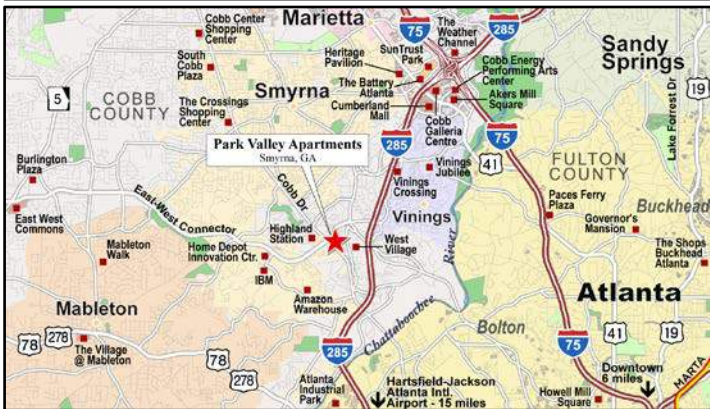 Cobb Center
Shopping
Center
Marietta
75
The
Weather
Channel
285
Sandy
Springs
South
Cobb
Plaza
Heritage
Pavilion
SunTrust
Park
Cobb Energy
Performing Arts
Center
19
Lake Forrest Dr
5
COBB
COUNTY
Smyrna
The Battery
Atlanta
Akers Mill
Square
The Crossings
Shopping
Center
Cumberland
Mall
Cobb
Galleria
Centre
Park Valley Apartments
Smyrna, GA
285
75
41
FULTON
COUNTY
Burlington
Plaza
Cobb Dr
Vinings
Jubilee
Vinings
Crossing
East-West
Connector
Paces Ferry
Plaza
Buckhead
East West
Commons
Highland
Station
Vinings
Governor's
Mansion
Mableton
Walk
Home Depot
Innovation Ctr.
West
Village
River
The Shops
Buckhead
Atlanta
IBM
Amazon
Warehouse
Atlanta
Mableton
Chattahoochee
Bolton
78
278
The Village
@ Mableton
78
278
285
75
41
19
Atlanta
Industrial
Park
Hartsfield-Jackson
Atlanta Intl.
Airport - 15 miles
Howell Mill
Square
Downtown
6 miles
MARTA